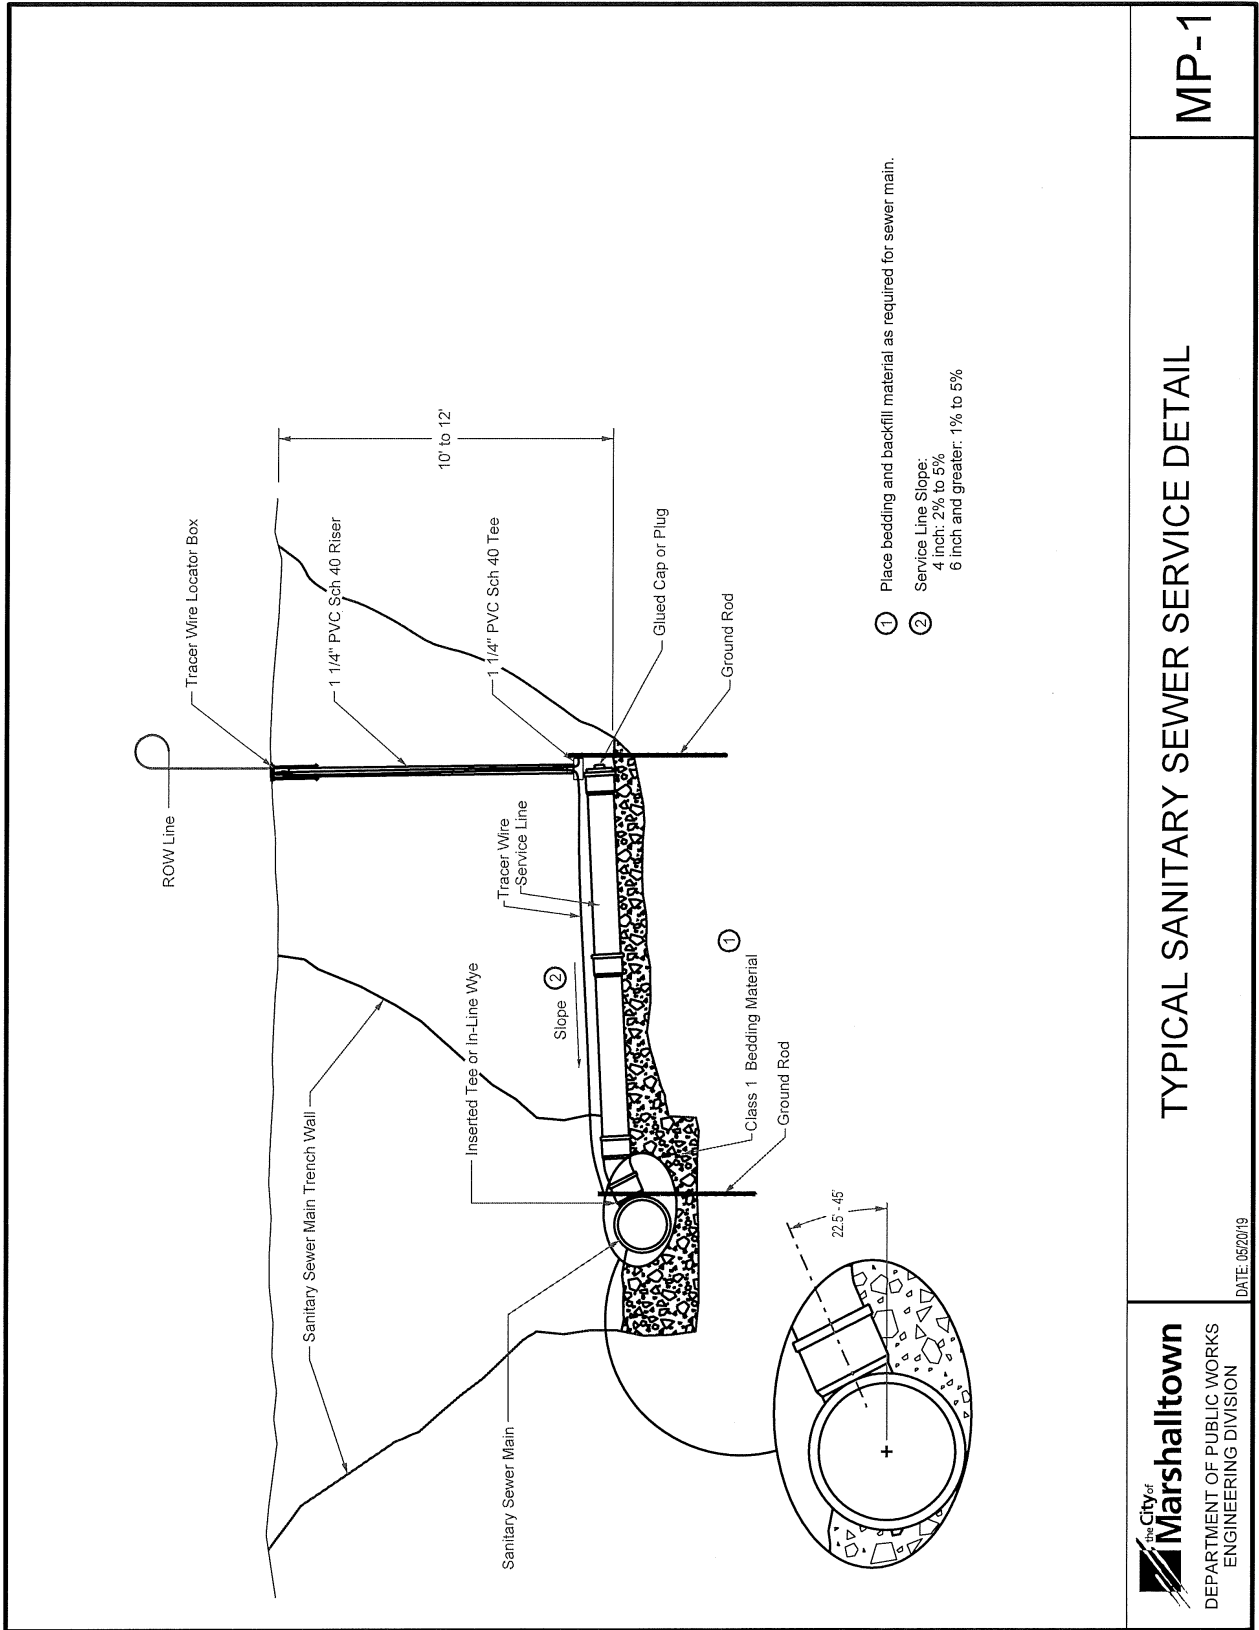 ROW Line
Tracer Wire Locator Box
Sanitary Sewer Main Trench Wall
1 1/4" PVC Sch 40 Riser
10' to 12'
Inserted Tee or In-Line Wye
Tracer Wire
Service Line
1 1/4" PVC Sch 40 Tee
Slope 2
Sanitary Sewer Main
Glued Cap or Plug
1
Class 1 Bedding Material
Ground Rod
Ground Rod
22.5' - 45'
1 Place bedding and backfill material as required for sewer main.
2 Service Line Slope:
4 inch: 2% to 5%
6 inch and greater: 1% to 5%
the City of
Marshalltown
DEPARTMENT OF PUBLIC WORKS
ENGINEERING DIVISION
TYPICAL SANITARY SEWER SERVICE DETAIL
DATE: 05/20/19
MP-1